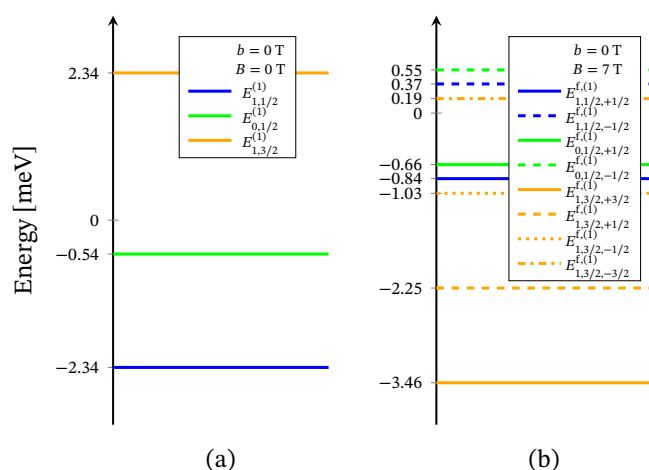 Energy [meV]
2.34
0
−0.54
−2.34
b = 0 T
B = 0 T
E^{(1)}_{1,1/2}
E^{(1)}_{0,1/2}
E^{(1)}_{1,3/2}
(a)
0.55
0.37
0.19
0
−0.66
−0.84
−1.03
−2.25
−3.46
b = 0 T
B = 7 T
E^{f,(1)}_{1,1/2,+1/2}
E^{f,(1)}_{1,1/2,−1/2}
E^{f,(1)}_{0,1/2,+1/2}
E^{f,(1)}_{0,1/2,−1/2}
E^{f,(1)}_{1,3/2,+3/2}
E^{f,(1)}_{1,3/2,+1/2}
E^{f,(1)}_{1,3/2,−1/2}
E^{f,(1)}_{1,3/2,−3/2}
(b)